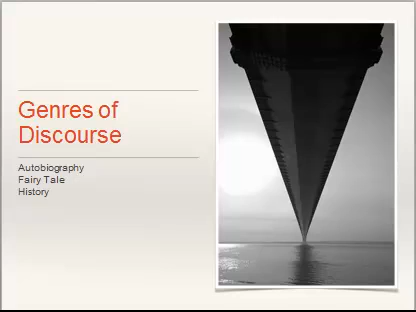 Genres of
Discourse
Autobiography
Fairy Tale
History